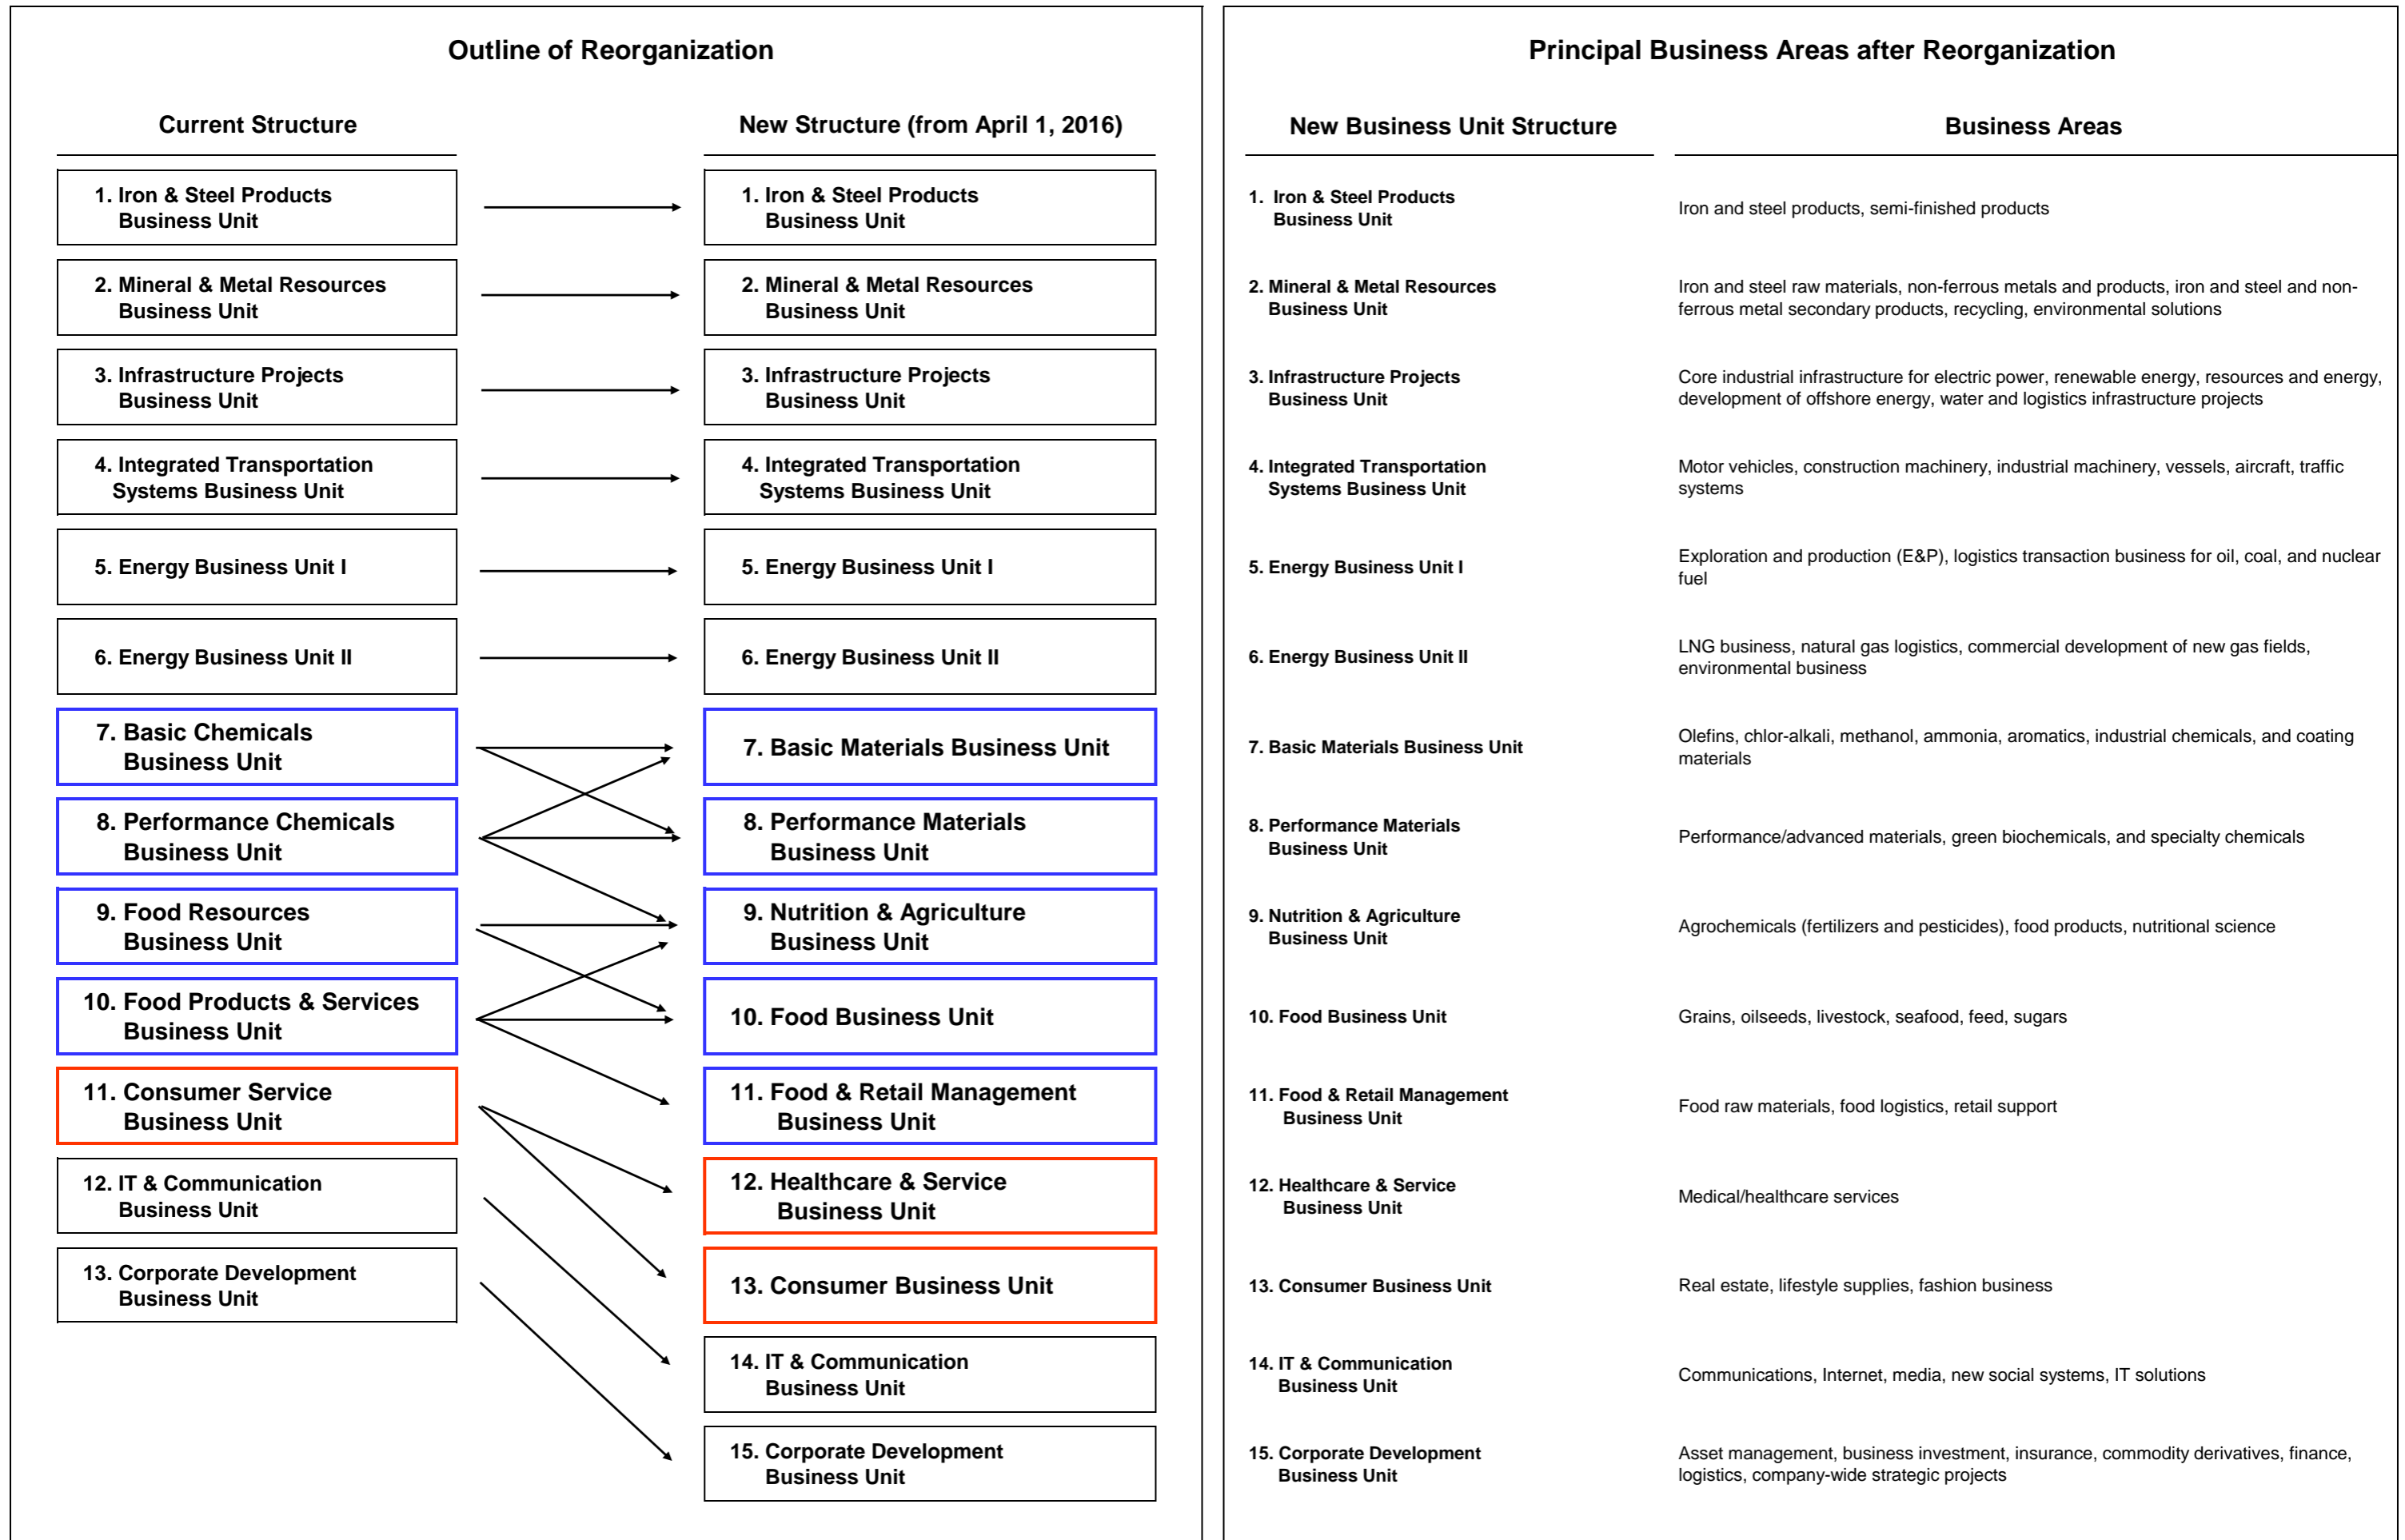 Outline of Reorganization
Current Structure
New Structure (from April 1, 2016)
1. Iron & Steel Products
Business Unit
1. Iron & Steel Products
Business Unit
2. Mineral & Metal Resources
Business Unit
2. Mineral & Metal Resources
Business Unit
3. Infrastructure Projects
Business Unit
3. Infrastructure Projects
Business Unit
4. Integrated Transportation
Systems Business Unit
4. Integrated Transportation
Systems Business Unit
5. Energy Business Unit I
5. Energy Business Unit I
6. Energy Business Unit II
6. Energy Business Unit II
7. Basic Chemicals
Business Unit
7. Basic Materials Business Unit
8. Performance Chemicals
Business Unit
8. Performance Materials
Business Unit
9. Food Resources
Business Unit
9. Nutrition & Agriculture
Business Unit
10. Food Products & Services
Business Unit
10. Food Business Unit
11. Consumer Service
Business Unit
11. Food & Retail Management
Business Unit
12. IT & Communication
Business Unit
12. Healthcare & Service
Business Unit
13. Corporate Development
Business Unit
13. Consumer Business Unit
14. IT & Communication
Business Unit
15. Corporate Development
Business Unit
Principal Business Areas after Reorganization
New Business Unit Structure
Business Areas
1. Iron & Steel Products
Business Unit
Iron and steel products, semi-finished products
2. Mineral & Metal Resources
Business Unit
Iron and steel raw materials, non-ferrous metals and products, iron and steel and non-
ferrous metal secondary products, recycling, environmental solutions
3. Infrastructure Projects
Business Unit
Core industrial infrastructure for electric power, renewable energy, resources and energy,
development of offshore energy, water and logistics infrastructure projects
4. Integrated Transportation
Systems Business Unit
Motor vehicles, construction machinery, industrial machinery, vessels, aircraft, traffic
systems
5. Energy Business Unit I
Exploration and production (E&P), logistics transaction business for oil, coal, and nuclear
fuel
6. Energy Business Unit II
LNG business, natural gas logistics, commercial development of new gas fields,
environmental business
7. Basic Materials Business Unit
Olefins, chlor-alkali, methanol, ammonia, aromatics, industrial chemicals, and coating
materials
8. Performance Materials
Business Unit
Performance/advanced materials, green biochemicals, and specialty chemicals
9. Nutrition & Agriculture
Business Unit
Agrochemicals (fertilizers and pesticides), food products, nutritional science
10. Food Business Unit
Grains, oilseeds, livestock, seafood, feed, sugars
11. Food & Retail Management
Business Unit
Food raw materials, food logistics, retail support
12. Healthcare & Service
Business Unit
Medical/healthcare services
13. Consumer Business Unit
Real estate, lifestyle supplies, fashion business
14. IT & Communication
Business Unit
Communications, Internet, media, new social systems, IT solutions
15. Corporate Development
Business Unit
Asset management, business investment, insurance, commodity derivatives, finance,
logistics, company-wide strategic projects